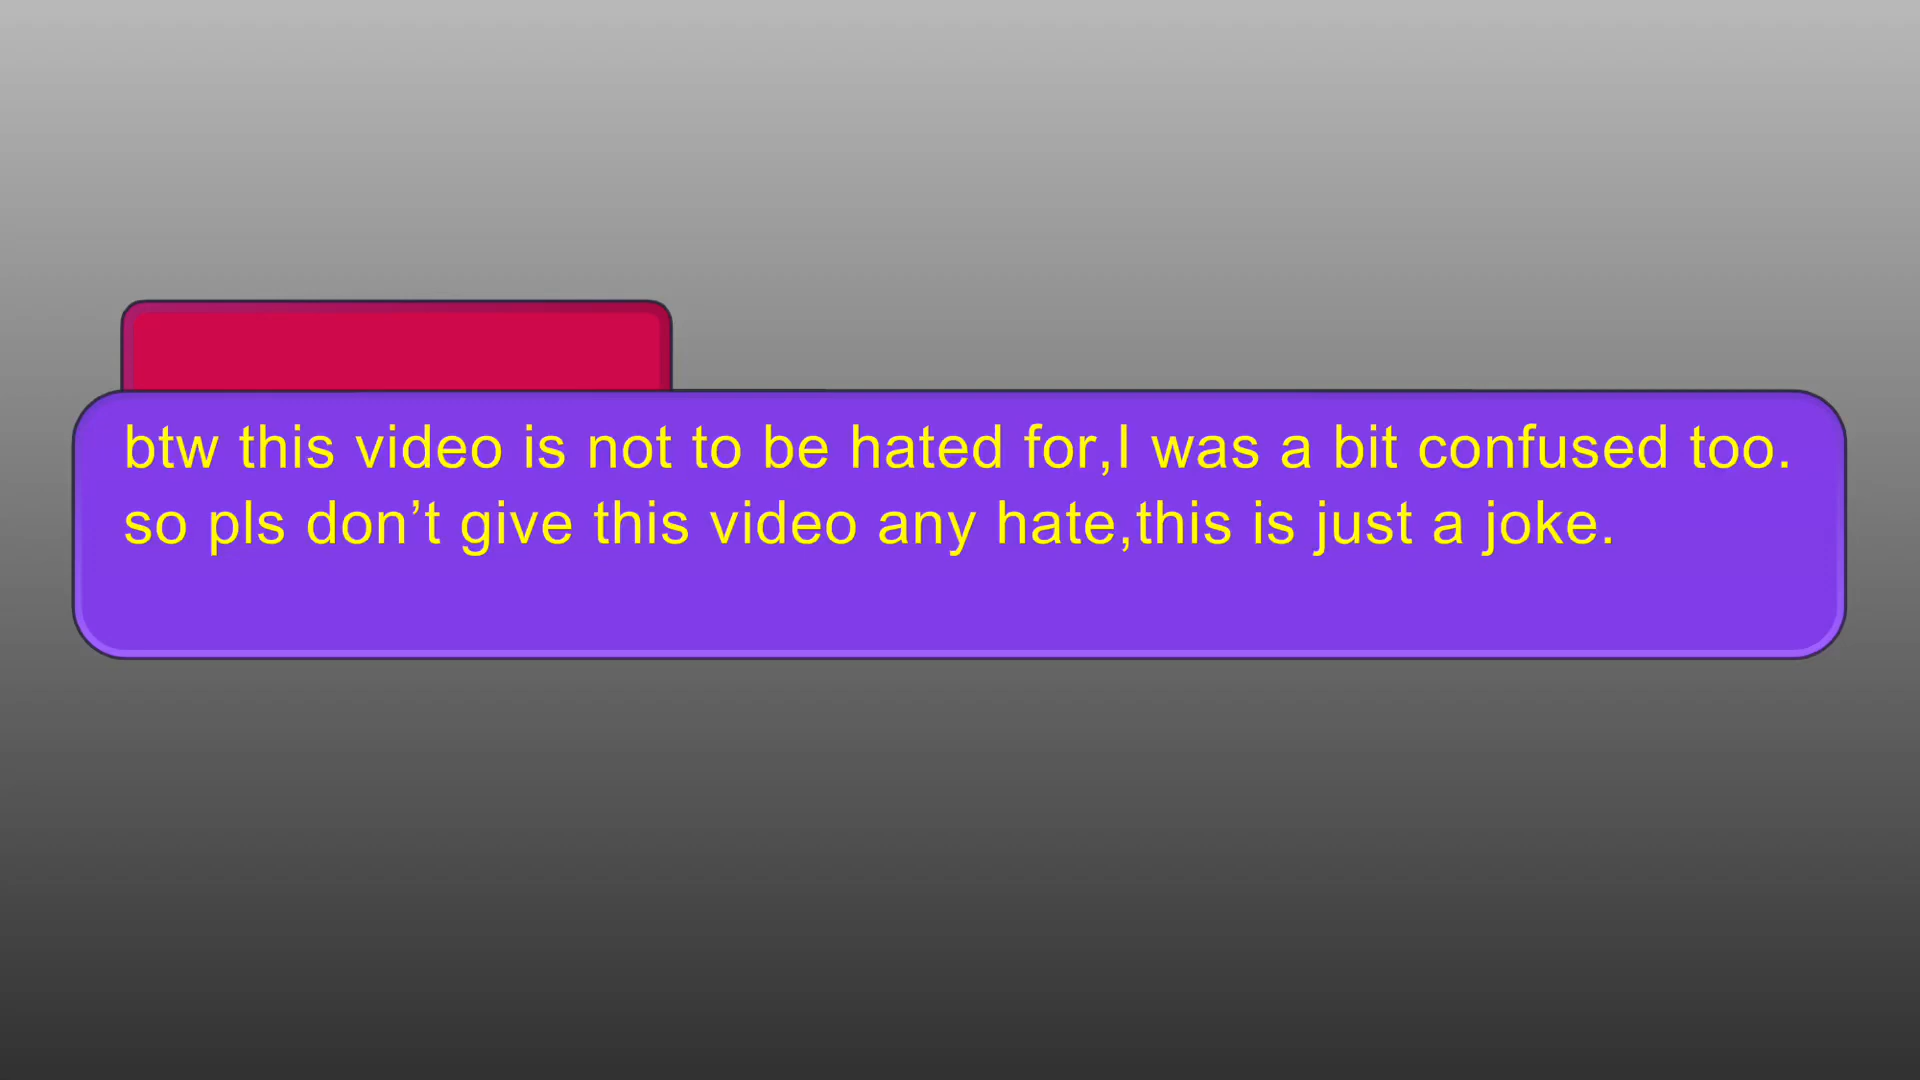 btw this video is not to be hated for,I was a bit confused too.
so pls don’t give this video any hate,this is just a joke.